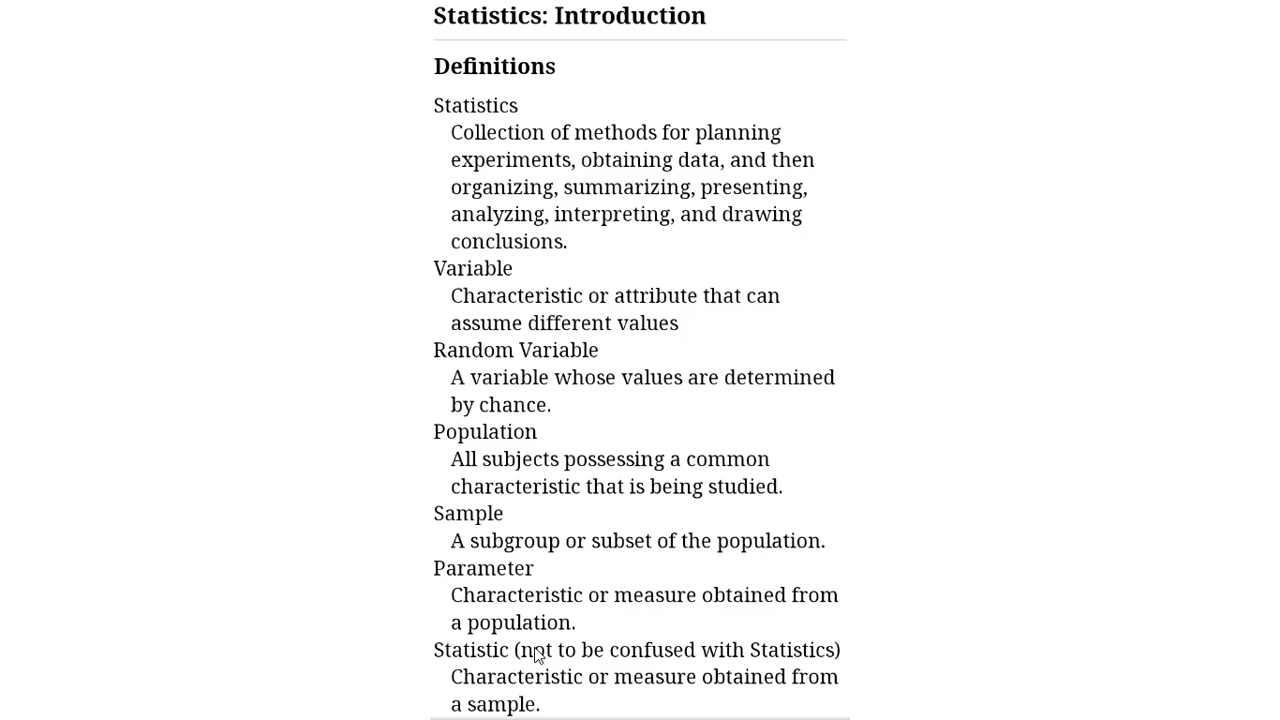 Statistics: Introduction
Definitions
Statistics
Collection of methods for planning
experiments, obtaining data, and then
organizing, summarizing, presenting,
analyzing, interpreting, and drawing
conclusions.
Variable
Characteristic or attribute that can
assume different values
Random Variable
A variable whose values are determined
by chance.
Population
All subjects possessing a common
characteristic that is being studied.
Sample
A subgroup or subset of the population.
Parameter
Characteristic or measure obtained from
a population.
Statistic (not to be confused with Statistics)
Characteristic or measure obtained from
a sample.